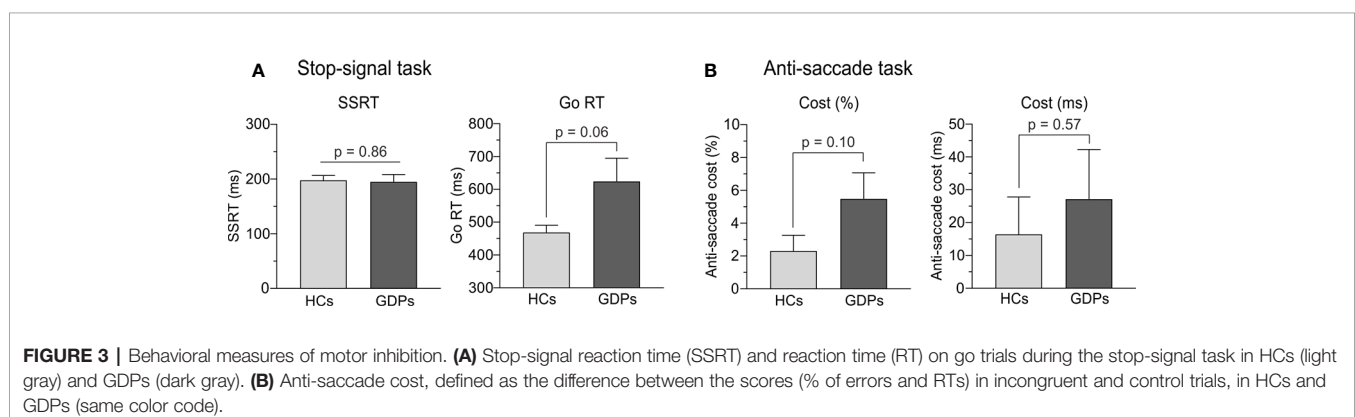 A Stop-signal task
SSRT
300
200
100
0
SSRT (ms)
p = 0.86
HCs GDPs
Go RT
800
700
600
500
400
300
Go RT (ms)
p = 0.06
HCs GDPs
B Anti-saccade task
Cost (%)
10
8
6
4
2
0
Anti-saccade cost (%)
p = 0.10
HCs GDPs
Cost (ms)
50
40
30
20
10
0
Anti-saccade cost (ms)
p = 0.57
HCs GDPs
FIGURE 3 | Behavioral measures of motor inhibition. (A) Stop-signal reaction time (SSRT) and reaction time (RT) on go trials during the stop-signal task in HCs (light
gray) and GDPs (dark gray). (B) Anti-saccade cost, defined as the difference between the scores (% of errors and RTs) in incongruent and control trials, in HCs and
GDPs (same color code).